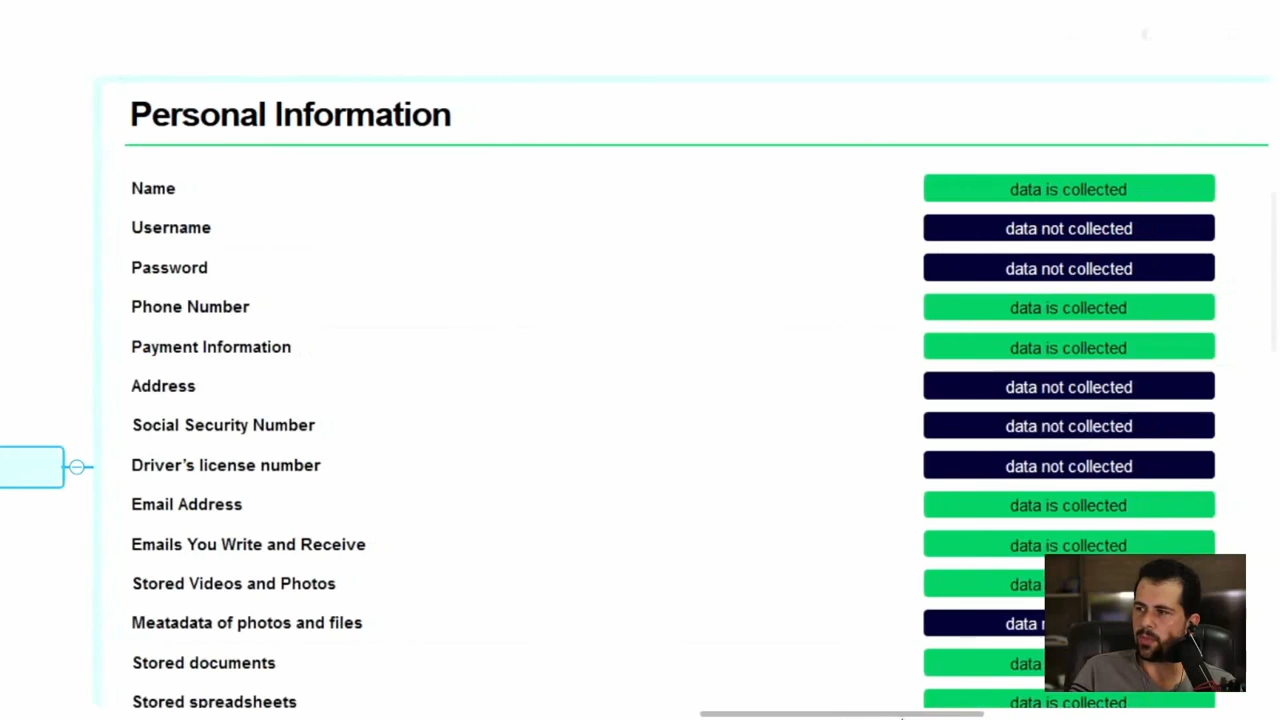 Personal Information
Name data is collected
Username data not collected
Password data not collected
Phone Number data is collected
Payment Information data is collected
Address data not collected
Social Security Number data not collected
Driver’s license number data not collected
Email Address data is collected
Emails You Write and Receive data is collected
Stored Videos and Photos data
Meatadata of photos and files data
Stored documents data
Stored spreadsheets data is collected